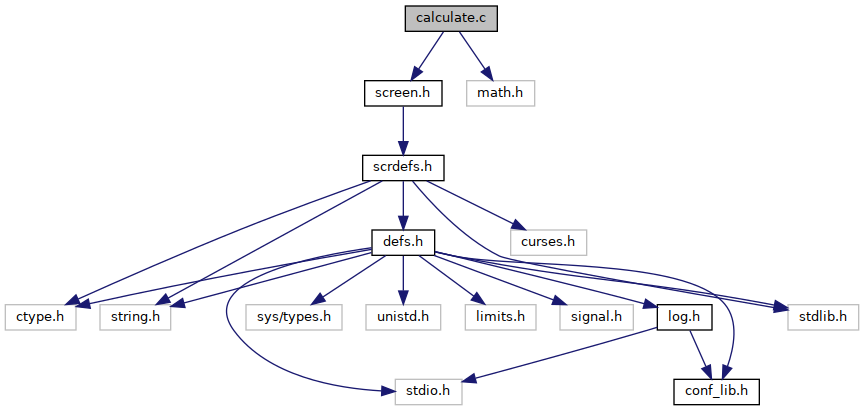 calculate.c
screen.h
math.h
scrdefs.h
defs.h
curses.h
ctype.h
string.h
sys/types.h
unistd.h
limits.h
signal.h
log.h
stdlib.h
stdio.h
conf_lib.h